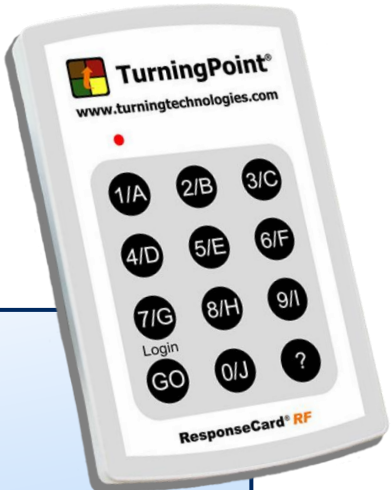 TurningPoint®
www.turningtechnologies.com
1/A 2/B 3/C
4/D 5/E 6/F
7/G 8/H 9/I
Login
GO 0/J ?
ResponseCard® RF